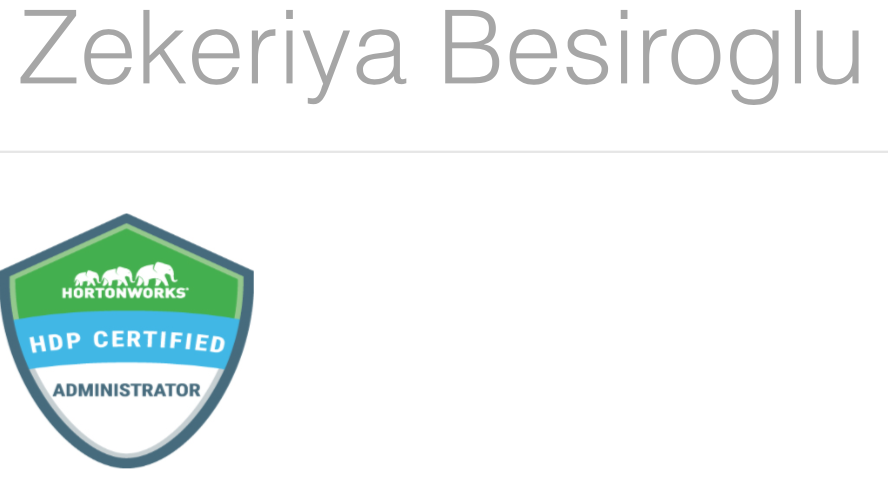 Zekeriya Besiroglu
HORTONWORKS
HDP CERTIFIED
ADMINISTRATOR